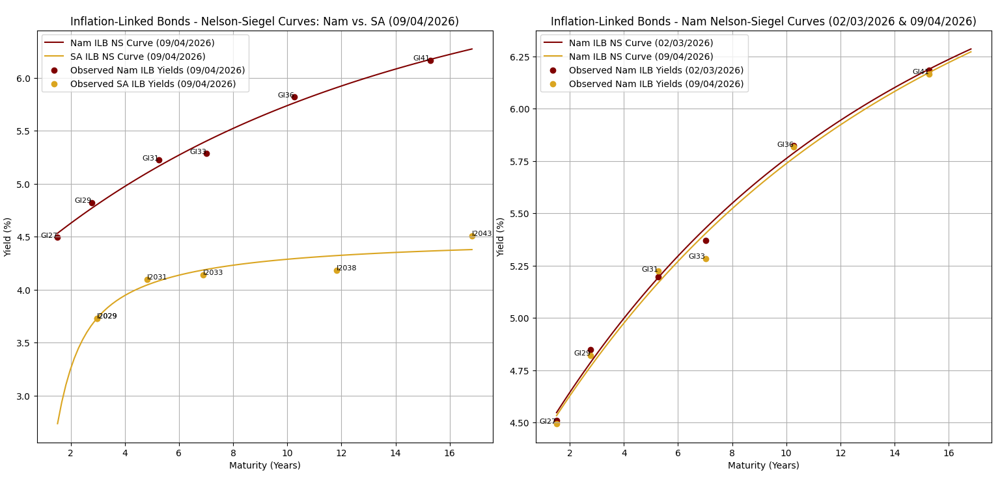 Inflation-Linked Bonds - Nelson-Siegel Curves: Nam vs. SA (09/04/2026)
Nam ILB NS Curve (09/04/2026)
SA ILB NS Curve (09/04/2026)
Observed Nam ILB Yields (09/04/2026)
Observed SA ILB Yields (09/04/2026)
Yield (%)
6.0
5.5
5.0
4.5
4.0
3.5
3.0
GI27
GI29
GI31
GI33
GI36
GI41
I2029
I2031
I2033
I2038
I2043
2 4 6 8 10 12 14 16
Maturity (Years)
Inflation-Linked Bonds - Nam Nelson-Siegel Curves (02/03/2026 & 09/04/2026)
Nam ILB NS Curve (02/03/2026)
Nam ILB NS Curve (09/04/2026)
Observed Nam ILB Yields (02/03/2026)
Observed Nam ILB Yields (09/04/2026)
Yield (%)
6.25
6.00
5.75
5.50
5.25
5.00
4.75
4.50
GI27
GI29
GI31
GI33
GI36
GI41
2 4 6 8 10 12 14 16
Maturity (Years)